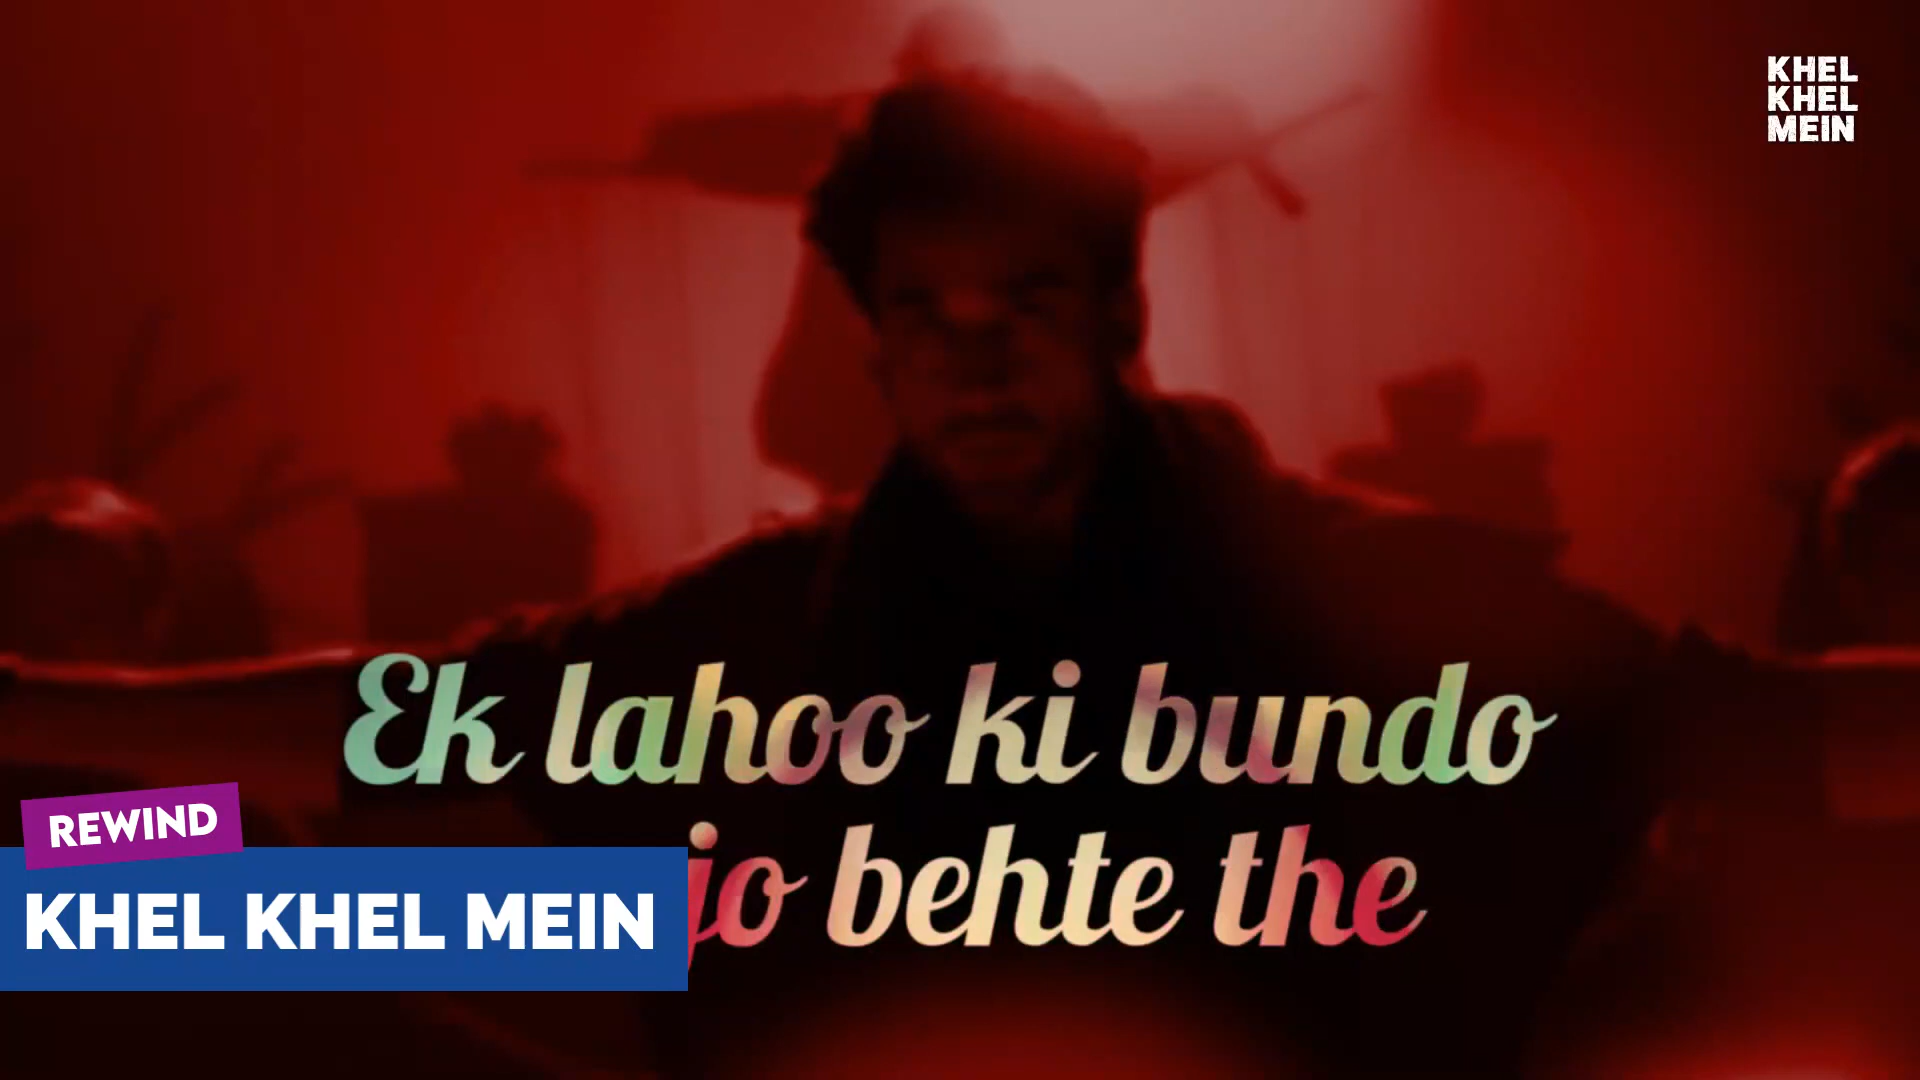 KHEL
KHEL
MEIN
Ek lahoo ki bundo
jo behte the
REWIND
KHEL KHEL MEIN